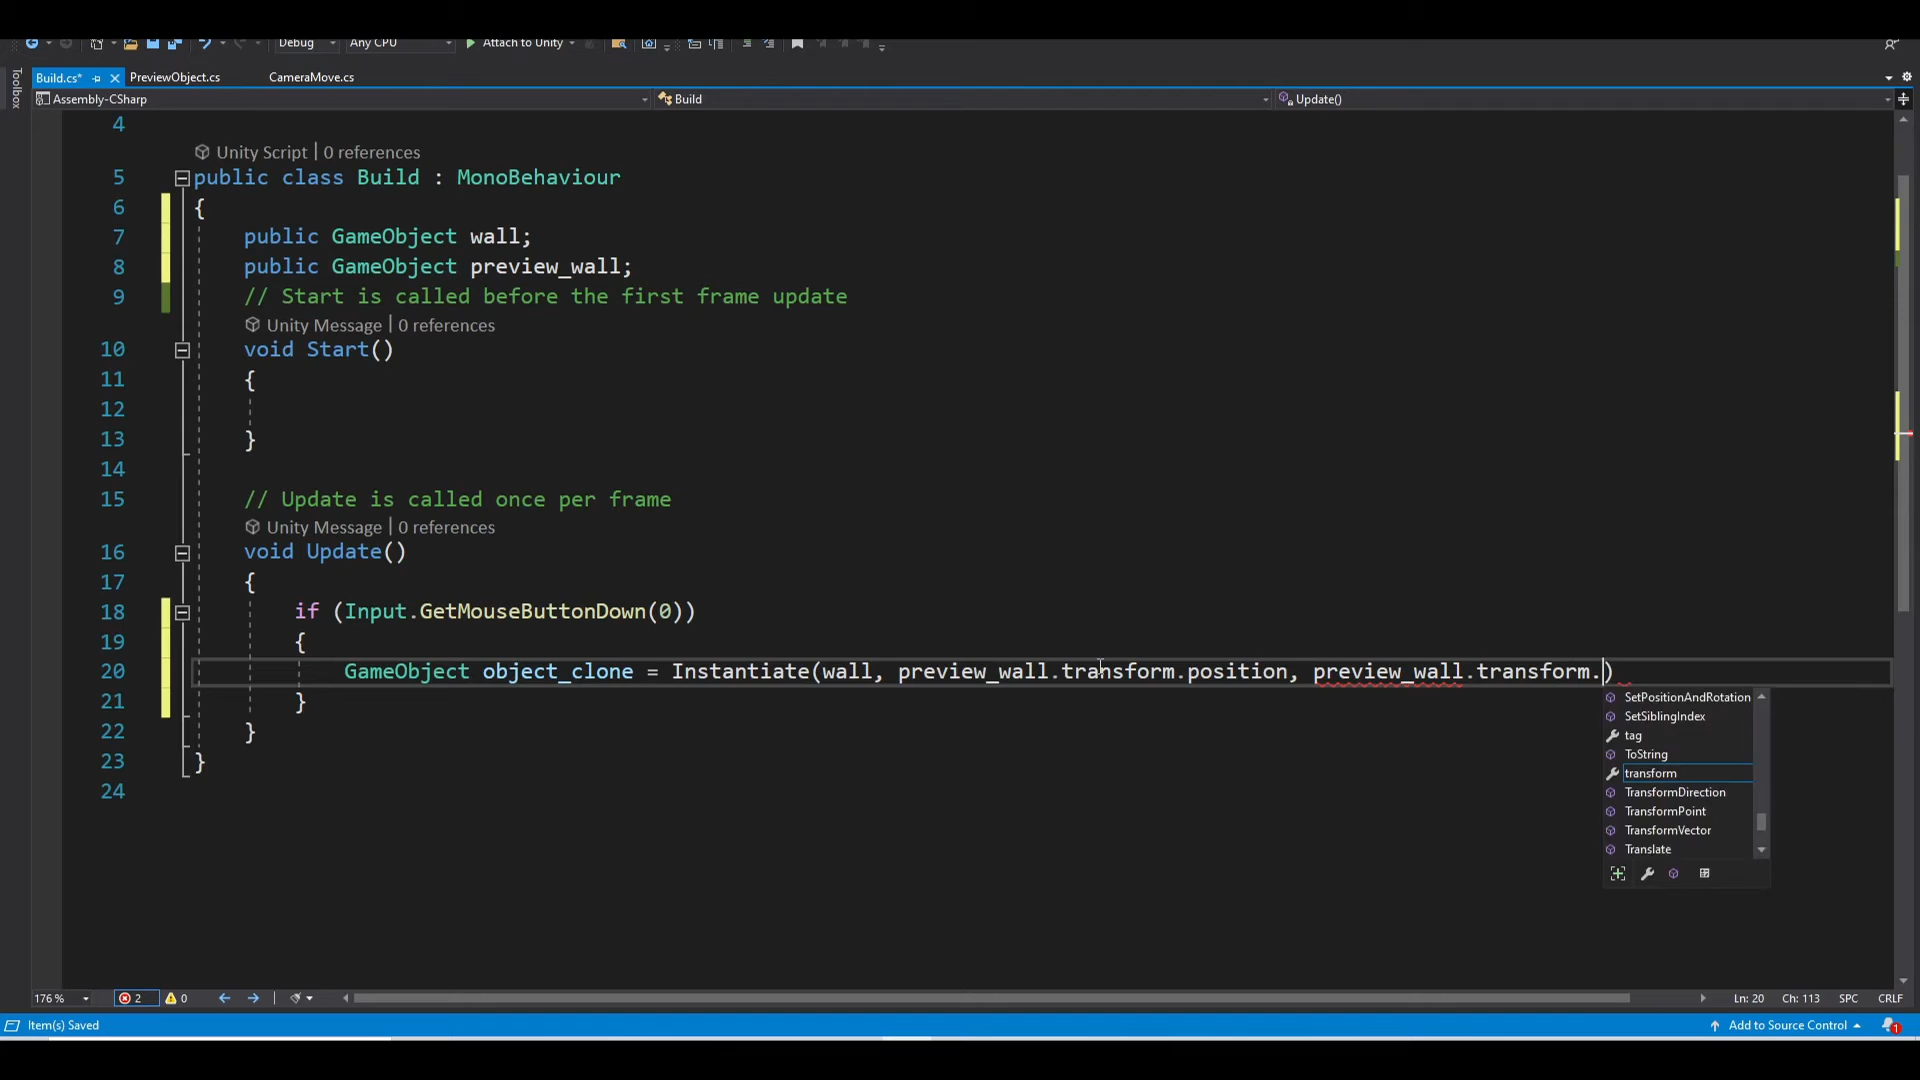 Debug
Any CPU
Attach to Unity
Toolbox
Build.cs*
PreviewObject.cs
CameraMove.cs
Assembly-CSharp
Build
Update()
4
Unity Script | 0 references
5 public class Build : MonoBehaviour
6 {
7 public GameObject wall;
8 public GameObject preview_wall;
9 // Start is called before the first frame update
Unity Message | 0 references
10 void Start()
11 {
12
13 }
14
15 // Update is called once per frame
Unity Message | 0 references
16 void Update()
17 {
18 if (Input.GetMouseButtonDown(0))
19 {
20 GameObject object_clone = Instantiate(wall, preview_wall.transform.position, preview_wall.transform.)
21 }
22 }
23 }
24
SetPositionAndRotation
SetSiblingIndex
tag
ToString
transform
TransformDirection
TransformPoint
TransformVector
Translate
176 %
2
0
Ln: 20
Ch: 113
SPC
CRLF
Item(s) Saved
Add to Source Control
1